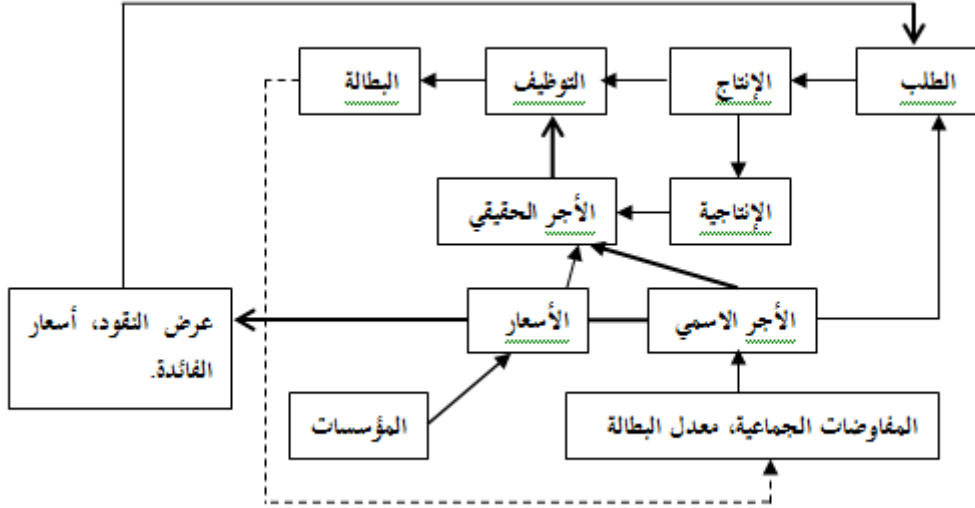 الطلب
الإنتاج
التوظيف
البطالة
الإنتاجية
الأجر الحقيقي
الأجر الاسمي
الأسعار
عرض النقود، أسعار
الفائدة.
المفاوضات الجماعية، معدل البطالة
المؤسسات